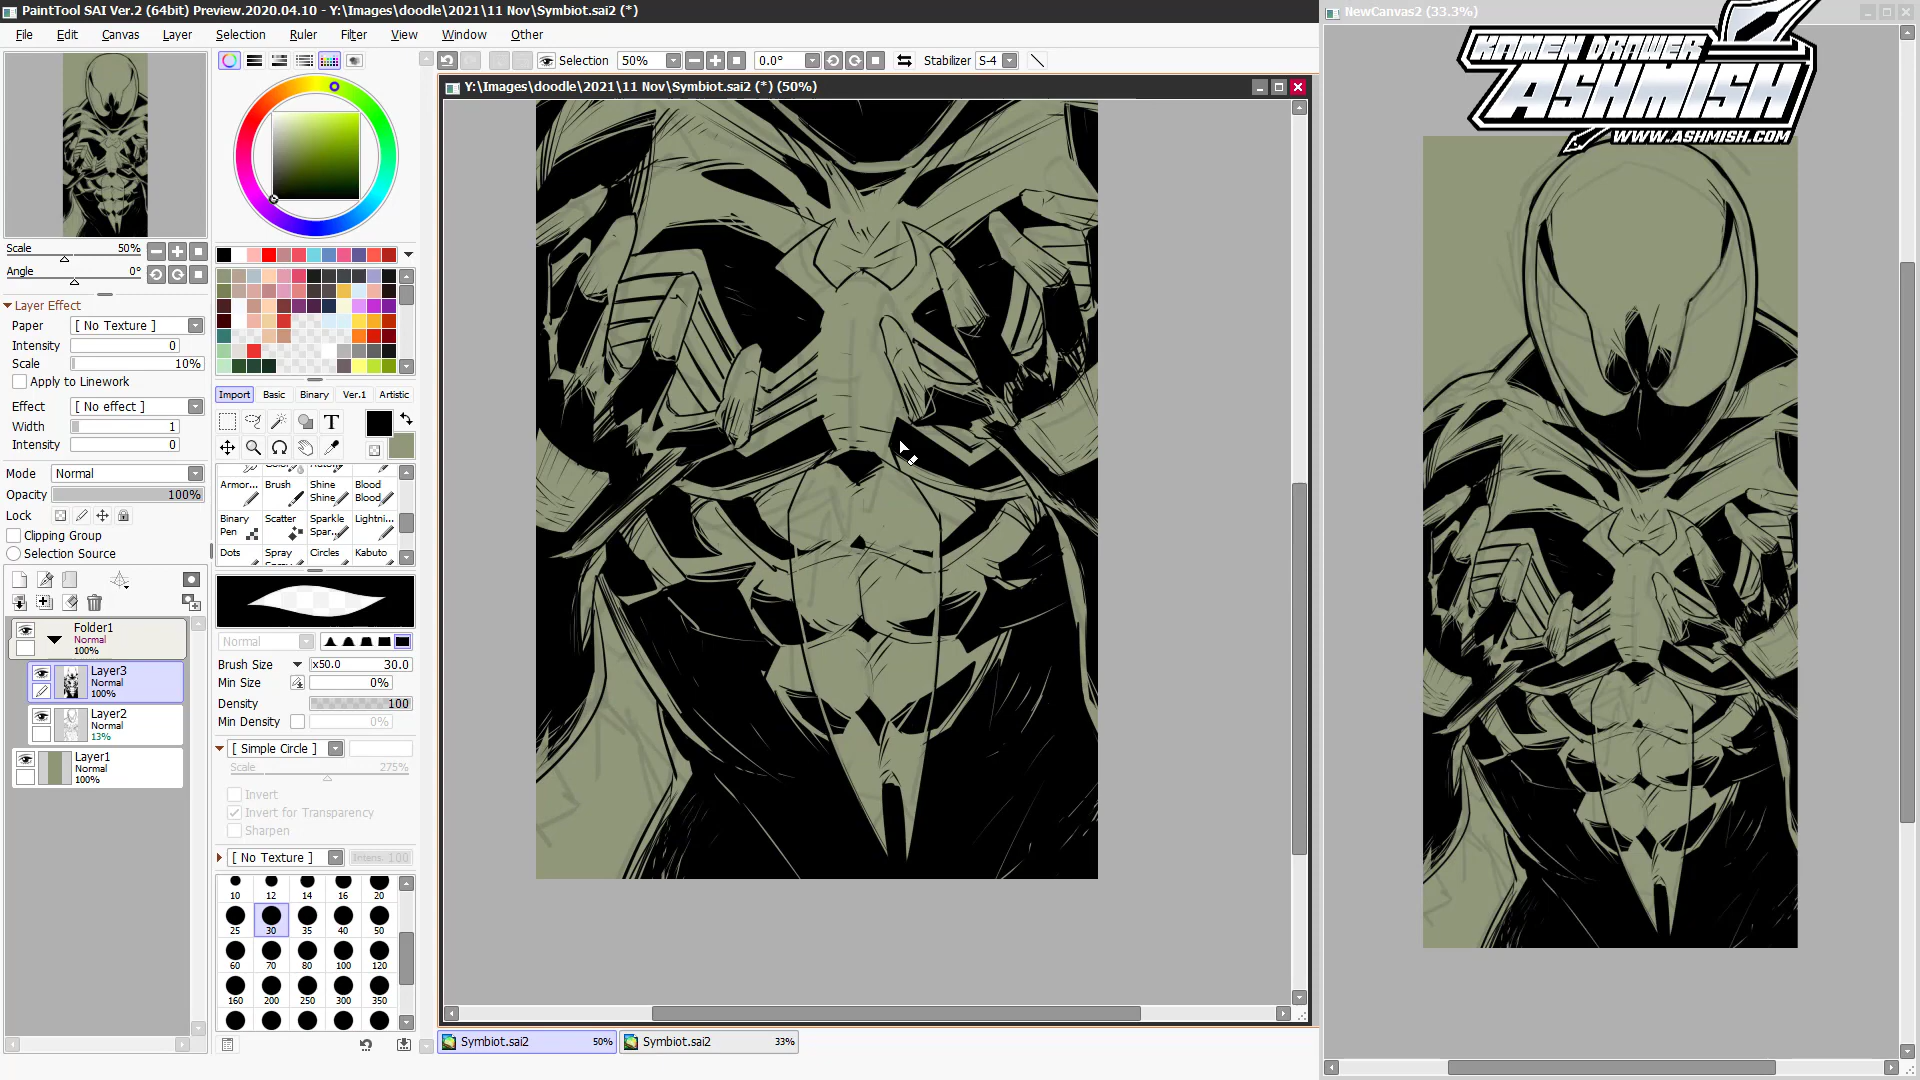 PaintTool SAI Ver.2 (64bit) Preview.2020.04.10 - Y:\Images\doodle\2021\11 Nov\Symbiot.sai2 (*)
NewCanvas2 (33.3%)
File Edit Canvas Layer Selection Ruler Filter View Window Other
KAMEN DRAWER
ASHMISH
WWW.ASHMISH.COM
Selection 50% 0.0° Stabilizer S-4
Y:\Images\doodle\2021\11 Nov\Symbiot.sai2 (*) (50%)
Scale 50%
Angle 0°
Layer Effect
Paper [ No Texture ]
Intensity 0
Scale 10%
Apply to Linework
Effect [ No effect ]
Width 1
Intensity 0
Mode Normal
Opacity 100%
Lock
Clipping Group
Selection Source
Folder1
Normal
100%
Layer3
Normal
100%
Layer2
Normal
13%
Layer1
Normal
100%
Import Basic Binary Ver.1 Artistic
T
Armor... Brush Shine Blood
Shine Blood
Binary Scatter Sparkle Lightni...
Pen Spar...
Dots Spray Circles Kabuto
Normal
Brush Size x50.0 30.0
Min Size 0%
Density 100
Min Density 0%
[ Simple Circle ]
Scale 275%
Invert
Invert for Transparency
Sharpen
[ No Texture ] Intens. 100
10 12 14 16 20
25 30 35 40 50
60 70 80 100 120
160 200 250 300 350
Symbiot.sai2 50% Symbiot.sai2 33%